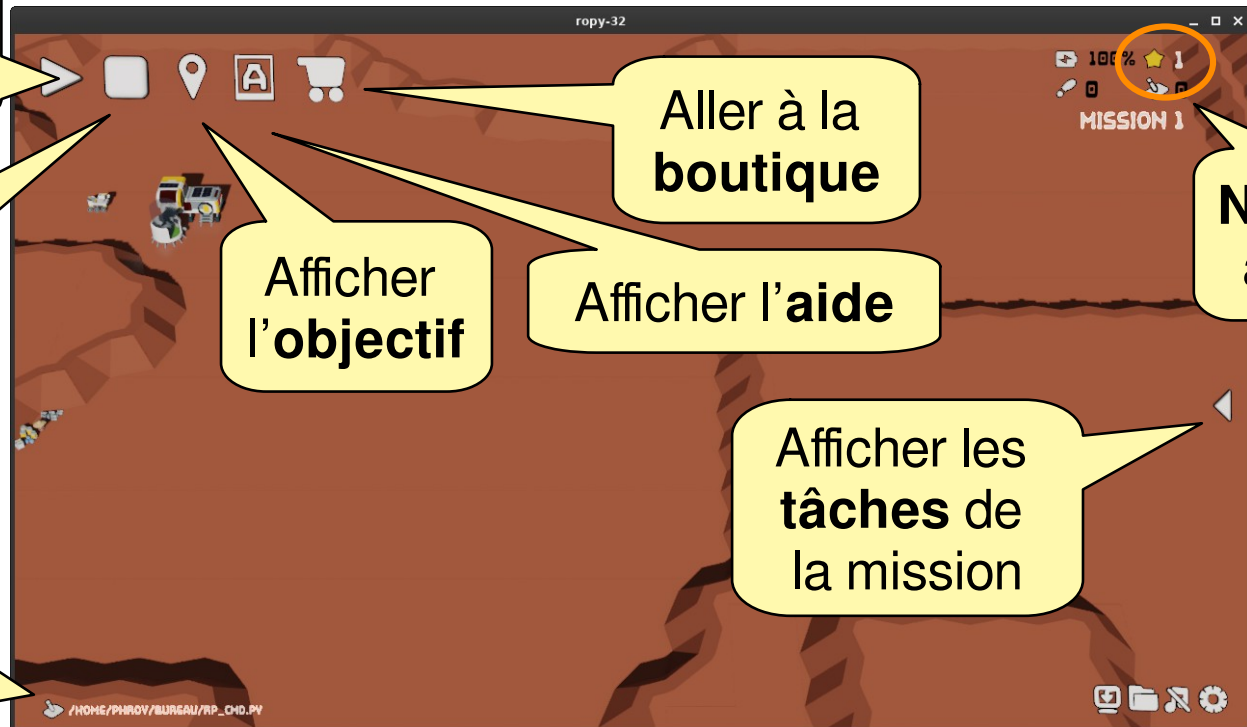 ropy-32
100% 1
0 0
MISSION 1
Aller à la
boutique
Afficher
l'objectif
Afficher l'aide
Afficher les
tâches de
la mission
/HOME/PHROV/BUREAU/RP_CMD.PY